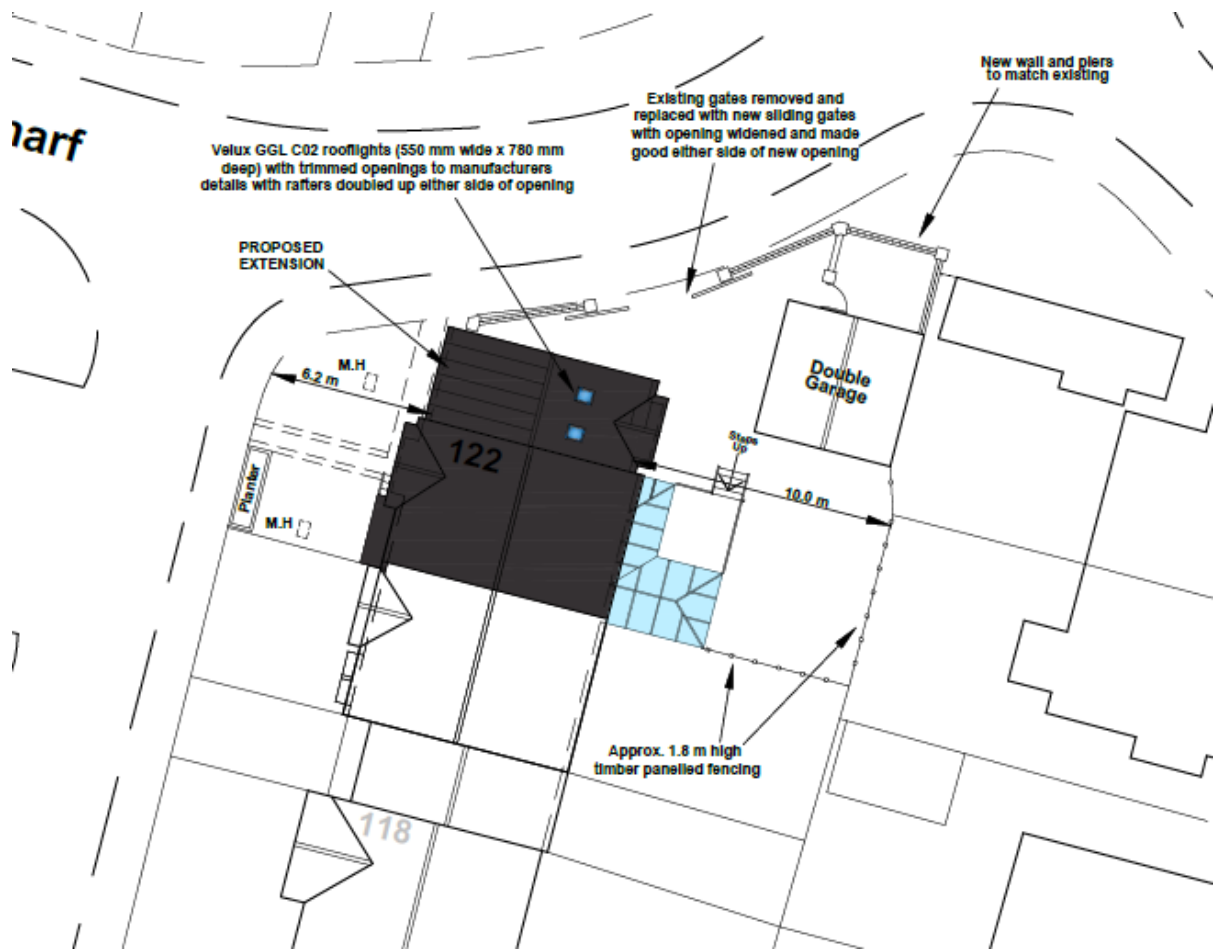 New wall and piers
to match existing
Existing gates removed and
replaced with new sliding gates
with opening widened and made
good either side of new opening
harf
Velux GGL C02 rooflights (550 mm wide x 780 mm
deep) with trimmed openings to manufacturers
details with rafters doubled up either side of opening
PROPOSED
EXTENSION
M.H
6.2 m
Double
Garage
122
Steps
Up
10.0 m
Planter
M.H
Approx. 1.8 m high
timber panelled fencing
118